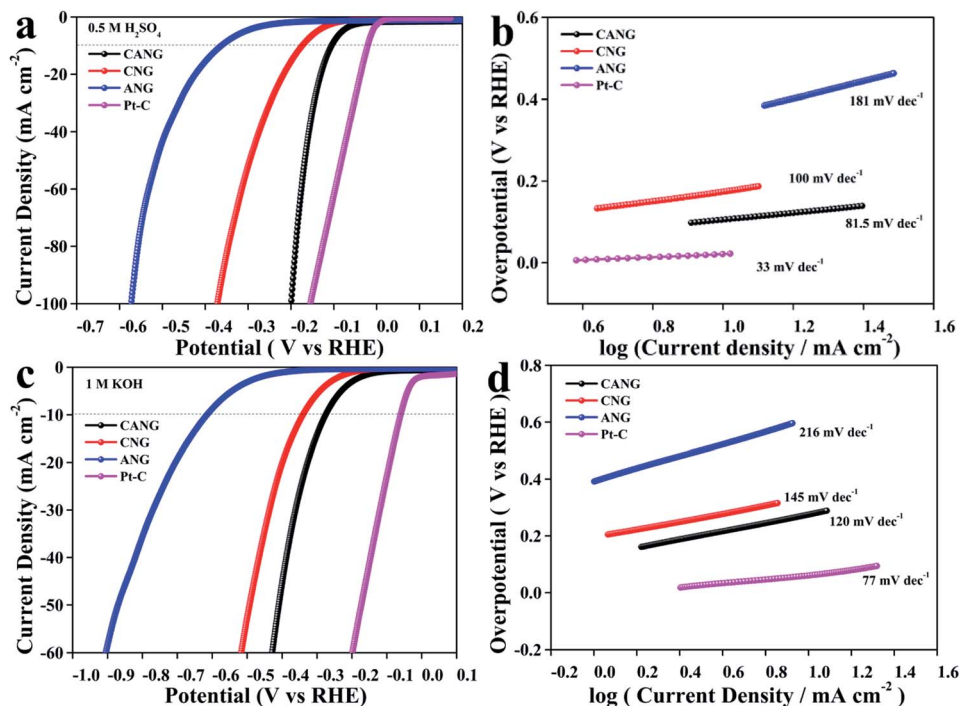 a
0.5 M H₂SO₄
CANG
CNG
ANG
Pt-C
0
-20
-40
-60
-80
-100
Current Density (mA cm⁻²)
-0.7 -0.6 -0.5 -0.4 -0.3 -0.2 -0.1 0.0 0.1 0.2
Potential ( V vs RHE)
b
CANG
CNG
ANG
Pt-C
181 mV dec⁻¹
100 mV dec⁻¹
81.5 mV dec⁻¹
33 mV dec⁻¹
0.6
0.4
0.2
0.0
Overpotential (V vs RHE)
0.6 0.8 1.0 1.2 1.4 1.6
log (Current density / mA cm⁻²)
c
1 M KOH
CANG
CNG
ANG
Pt-C
0
-10
-20
-30
-40
-50
-60
Current Density (mA cm⁻²)
-1.0 -0.9 -0.8 -0.7 -0.6 -0.5 -0.4 -0.3 -0.2 -0.1 0.0 0.1
Potential (V vs RHE)
d
CANG
CNG
ANG
Pt-C
216 mV dec⁻¹
145 mV dec⁻¹
120 mV dec⁻¹
77 mV dec⁻¹
0.8
0.6
0.4
0.2
0.0
-0.2
Overpotential ( V vs RHE )
0.0 0.2 0.4 0.6 0.8 1.0 1.2 1.4 1.6
log ( Current Density / mA cm⁻²)